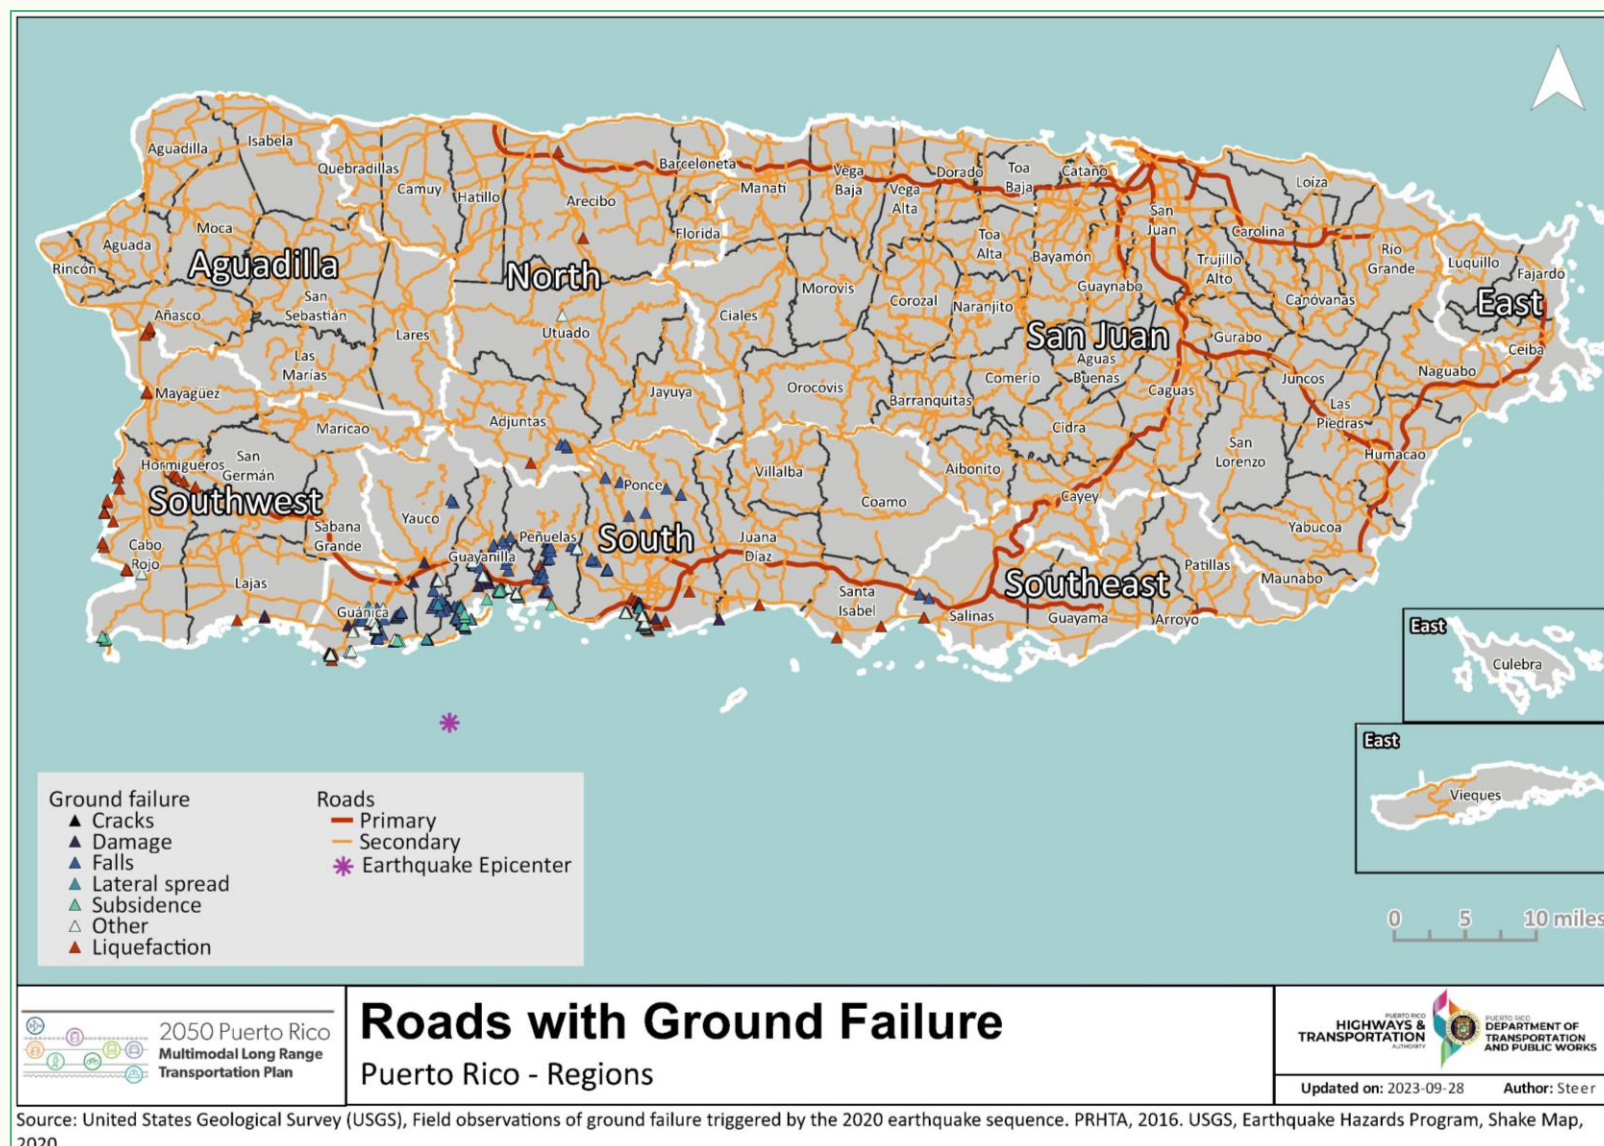 Isabela
Aguadilla
Quebradillas
Camuy
Hatillo
Arecibo
Barceloneta
Manatí
Vega
Baja
Vega
Alta
Dorado
Toa
Baja
Cataño
Loíza
San
Juan
Carolina
Moca
Aguada
Rincón
Aguadilla
North
Florida
Toa
Alta
Bayamón
Guaynabo
Trujillo
Alto
Río
Grande
Luquillo
Fajardo
East
Ceiba
Canóvanas
San
Sebastián
Añasco
Lares
Utuado
Ciales
Morovis
Corozal
Naranjito
San Juan
Gurabo
Las
Marías
Mayagüez
Maricao
Adjuntas
Jayuya
Orocovis
Barranquitas
Comerío
Aguas
Buenas
Caguas
Juncos
Las
Piedras
Naguabo
Humacao
Cidra
San
Lorenzo
Hormigueros
San
Germán
Southwest
Sabana
Grande
Yauco
Guayanilla
Peñuelas
Ponce
South
Villalba
Juana
Díaz
Coamo
Aibonito
Cayey
Yabucoa
Cabo
Rojo
Lajas
Guánica
Santa
Isabel
Salinas
Southeast
Guayama
Arroyo
Patillas
Maunabo
East
Culebra
East
Vieques
Ground failure
Cracks
Damage
Falls
Lateral spread
Subsidence
Other
Liquefaction
Roads
Primary
Secondary
Earthquake Epicenter
0 5 10 miles
2050 Puerto Rico
Multimodal Long Range
Transportation Plan
Roads with Ground Failure
Puerto Rico - Regions
PUERTO RICO
HIGHWAYS &
TRANSPORTATION
AUTHORITY
PUERTO RICO
DEPARTMENT OF
TRANSPORTATION
AND PUBLIC WORKS
Updated on: 2023-09-28 Author: Steer
Source: United States Geological Survey (USGS), Field observations of ground failure triggered by the 2020 earthquake sequence. PRHTA, 2016. USGS, Earthquake Hazards Program, Shake Map,
2020